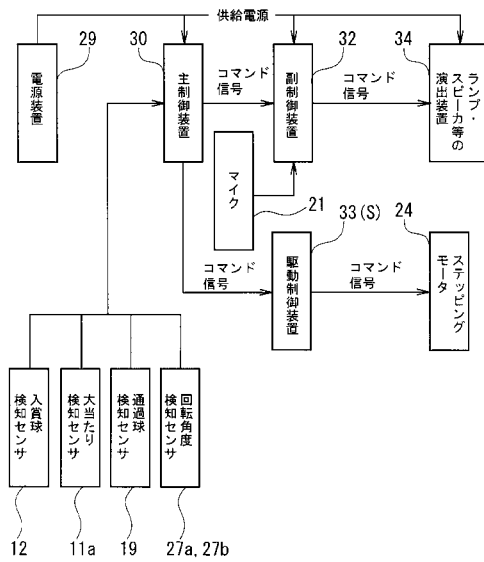 供給電源
29
30
32
34
電源装置
主制御装置
コマンド
信号
副制御装置
コマンド
信号
ランプ・
スピーカ等の
演出装置
マイク
21
33(S)
24
コマンド
信号
駆動制御装置
コマンド
信号
ステッピング
モータ
入賞球
検知センサ
大当たり
検知センサ
通過球
検知センサ
回転角度
検知センサ
12
11a
19
27a, 27b